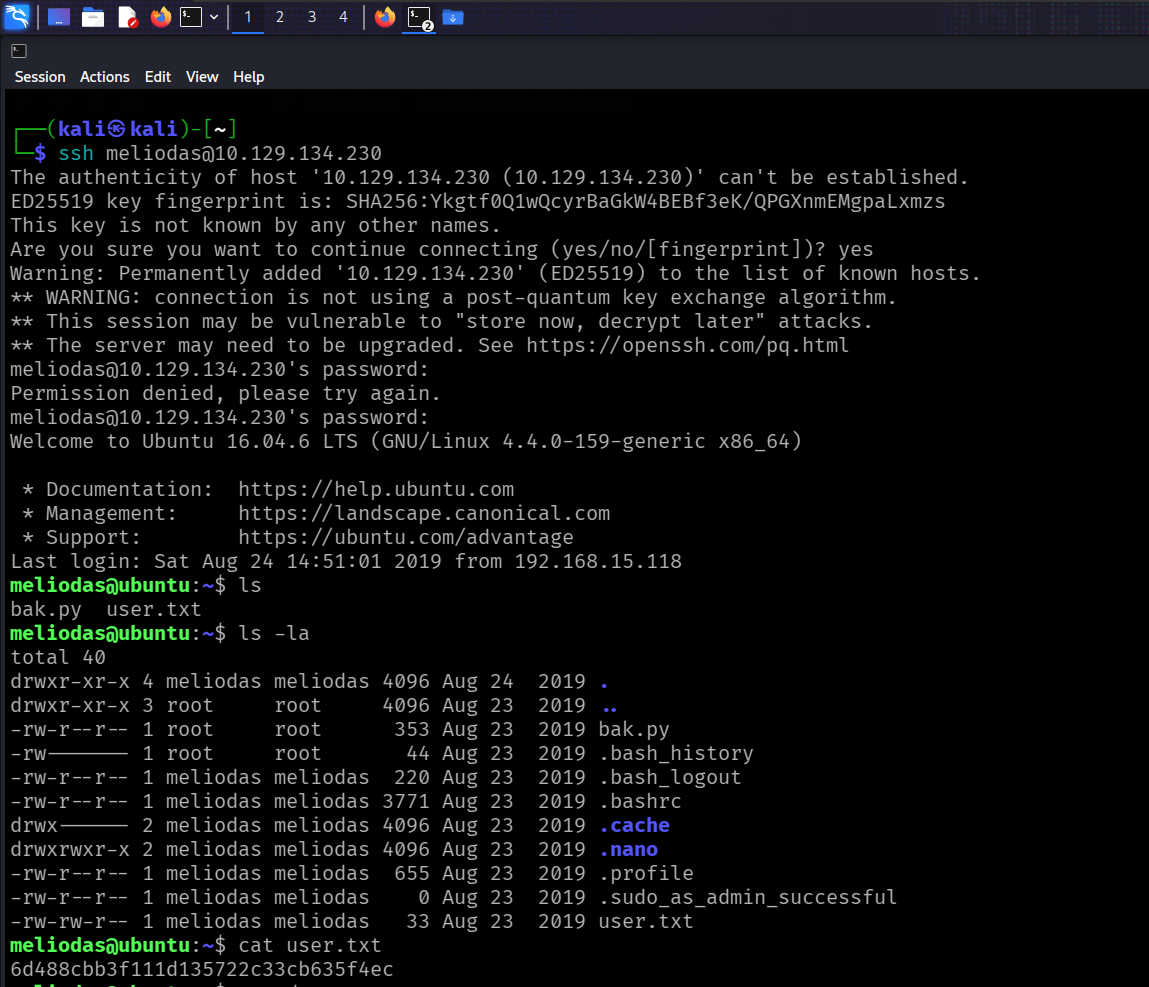 1 2 3 4 2
Session Actions Edit View Help
┌──(kali㉿kali)-[~]
└─$ ssh meliodas@10.129.134.230
The authenticity of host '10.129.134.230 (10.129.134.230)' can't be established.
ED25519 key fingerprint is: SHA256:Ykgtf0Q1wQcyrBaGkW4BEBf3eK/QPGXnmEMgpaLxmzs
This key is not known by any other names.
Are you sure you want to continue connecting (yes/no/[fingerprint])? yes
Warning: Permanently added '10.129.134.230' (ED25519) to the list of known hosts.
** WARNING: connection is not using a post-quantum key exchange algorithm.
** This session may be vulnerable to "store now, decrypt later" attacks.
** The server may need to be upgraded. See https://openssh.com/pq.html
meliodas@10.129.134.230's password:
Permission denied, please try again.
meliodas@10.129.134.230's password:
Welcome to Ubuntu 16.04.6 LTS (GNU/Linux 4.4.0-159-generic x86_64)
 * Documentation:  https://help.ubuntu.com
 * Management:     https://landscape.canonical.com
 * Support:        https://ubuntu.com/advantage
Last login: Sat Aug 24 14:51:01 2019 from 192.168.15.118
meliodas@ubuntu:~$ ls
bak.py  user.txt
meliodas@ubuntu:~$ ls -la
total 40
drwxr-xr-x 4 meliodas meliodas 4096 Aug 24  2019 .
drwxr-xr-x 3 root     root     4096 Aug 23  2019 ..
-rw-r--r-- 1 root     root      353 Aug 23  2019 bak.py
-rw------- 1 root     root       44 Aug 23  2019 .bash_history
-rw-r--r-- 1 meliodas meliodas  220 Aug 23  2019 .bash_logout
-rw-r--r-- 1 meliodas meliodas 3771 Aug 23  2019 .bashrc
drwx------ 2 meliodas meliodas 4096 Aug 23  2019 .cache
drwxrwxr-x 2 meliodas meliodas 4096 Aug 23  2019 .nano
-rw-r--r-- 1 meliodas meliodas  655 Aug 23  2019 .profile
-rw-r--r-- 1 meliodas meliodas    0 Aug 23  2019 .sudo_as_admin_successful
-rw-rw-r-- 1 meliodas meliodas   33 Aug 23  2019 user.txt
meliodas@ubuntu:~$ cat user.txt
6d488cbb3f111d135722c33cb635f4ec